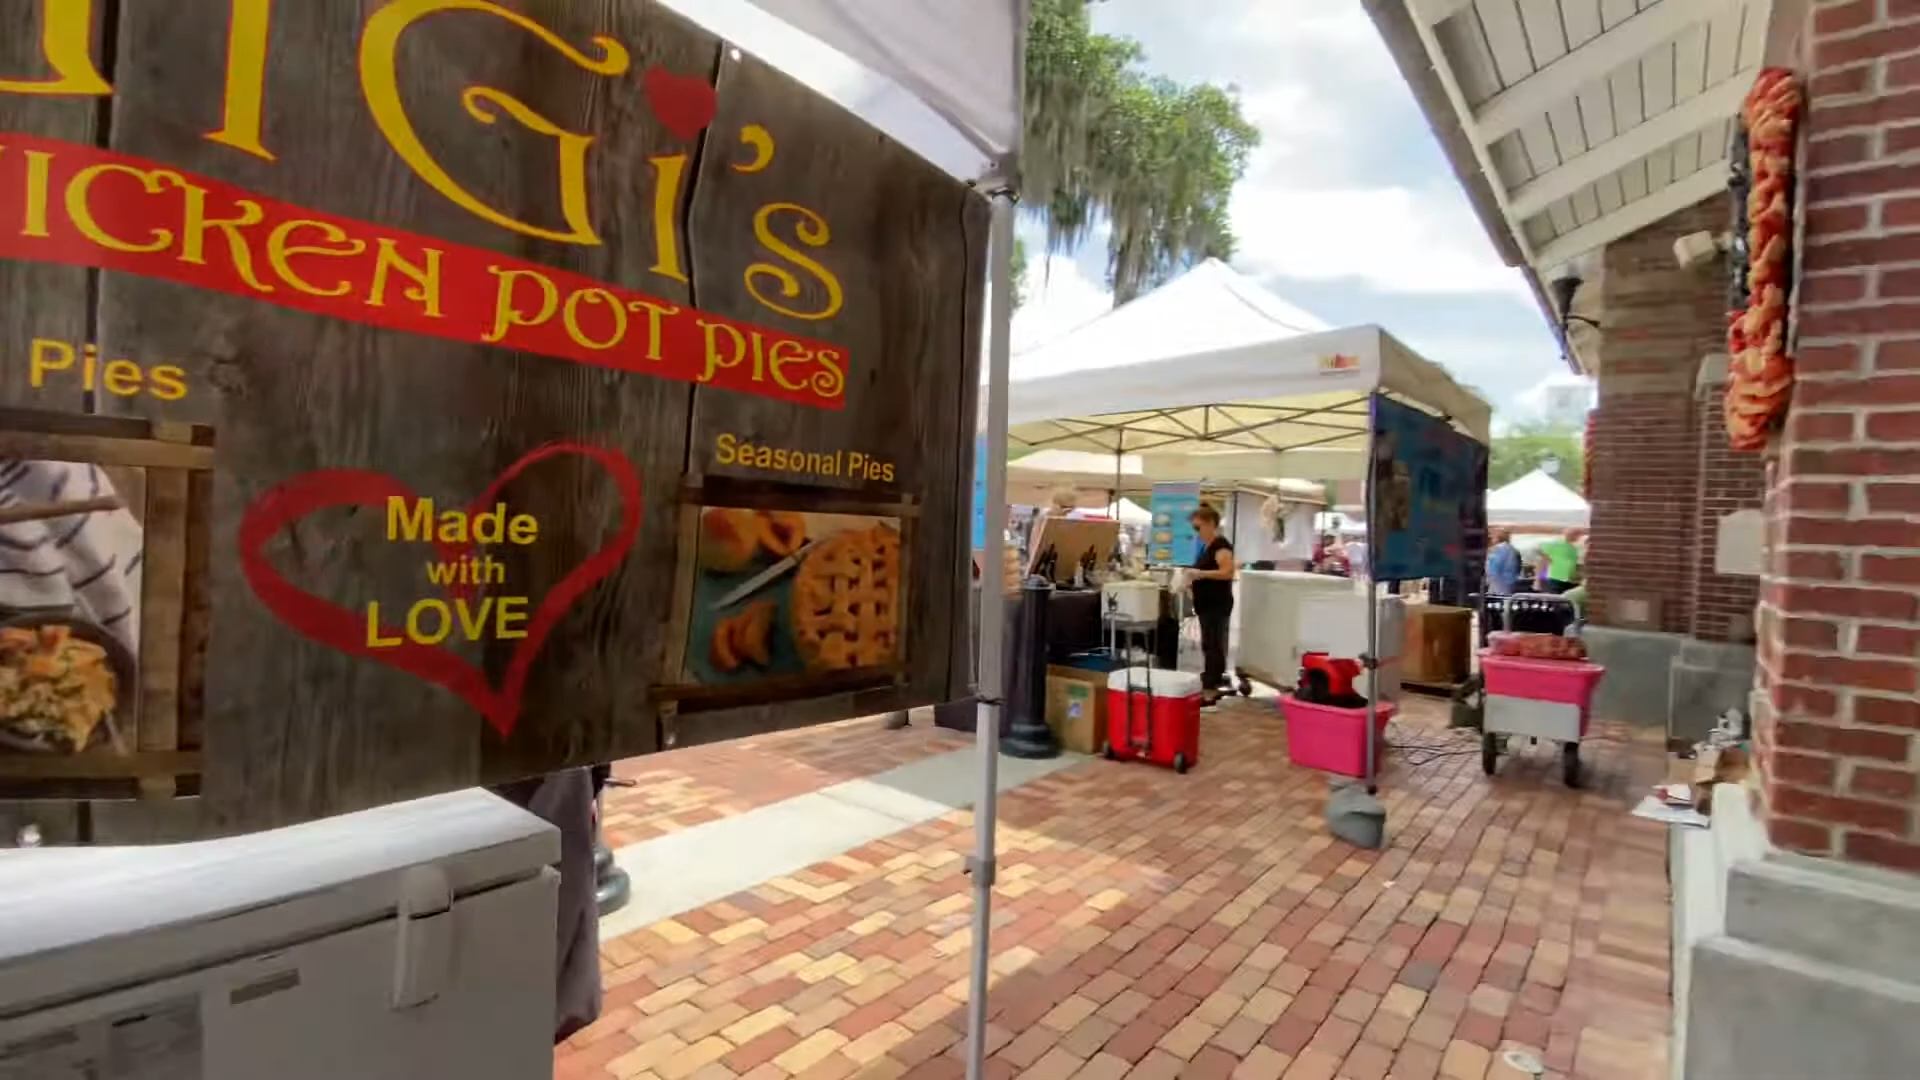 Gi's
ICKEN POT PIES
Pies
Seasonal Pies
Made
with
LOVE